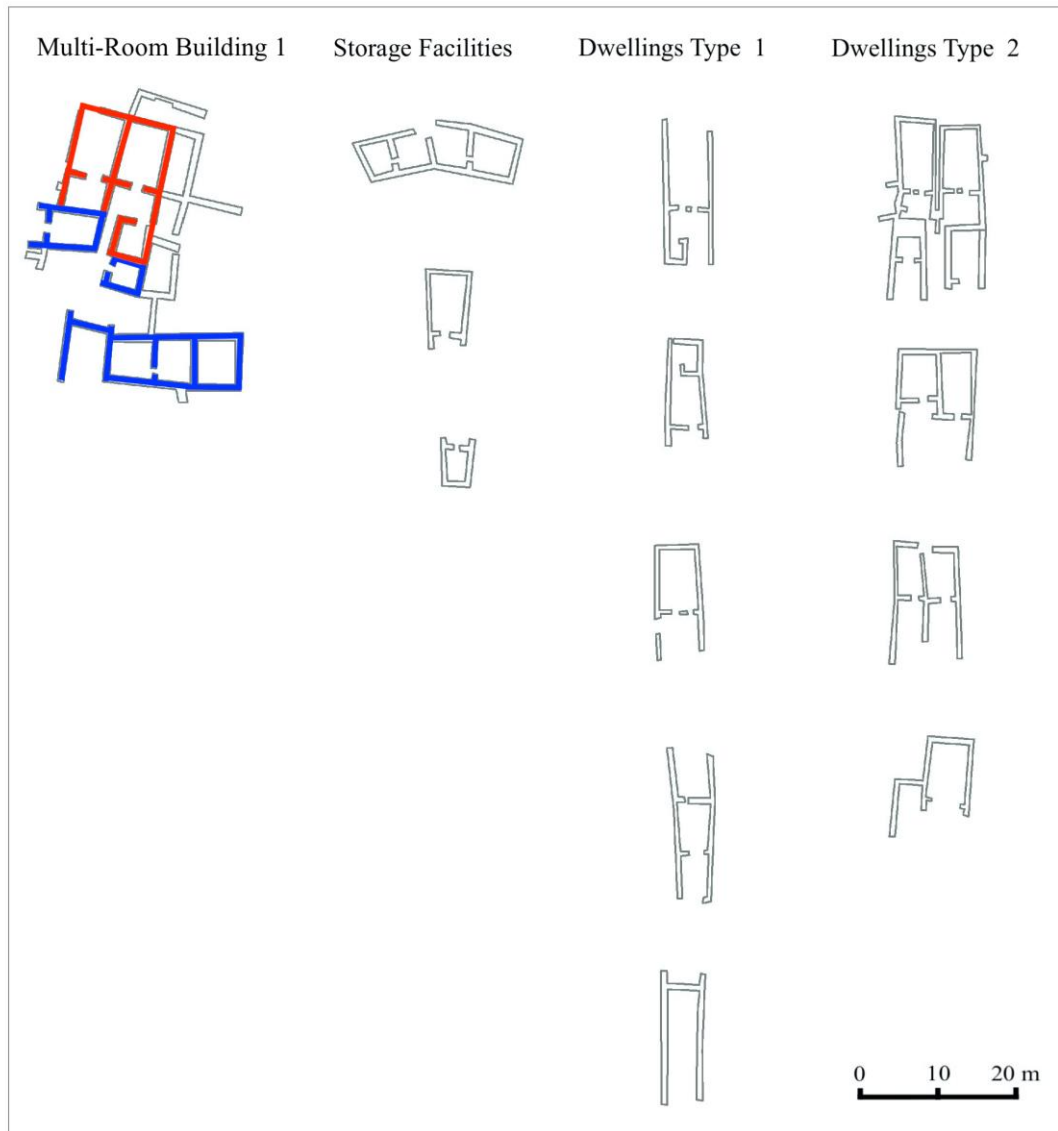 Multi-Room Building 1
Storage Facilities
Dwellings Type 1
Dwellings Type 2
0 10 20 m